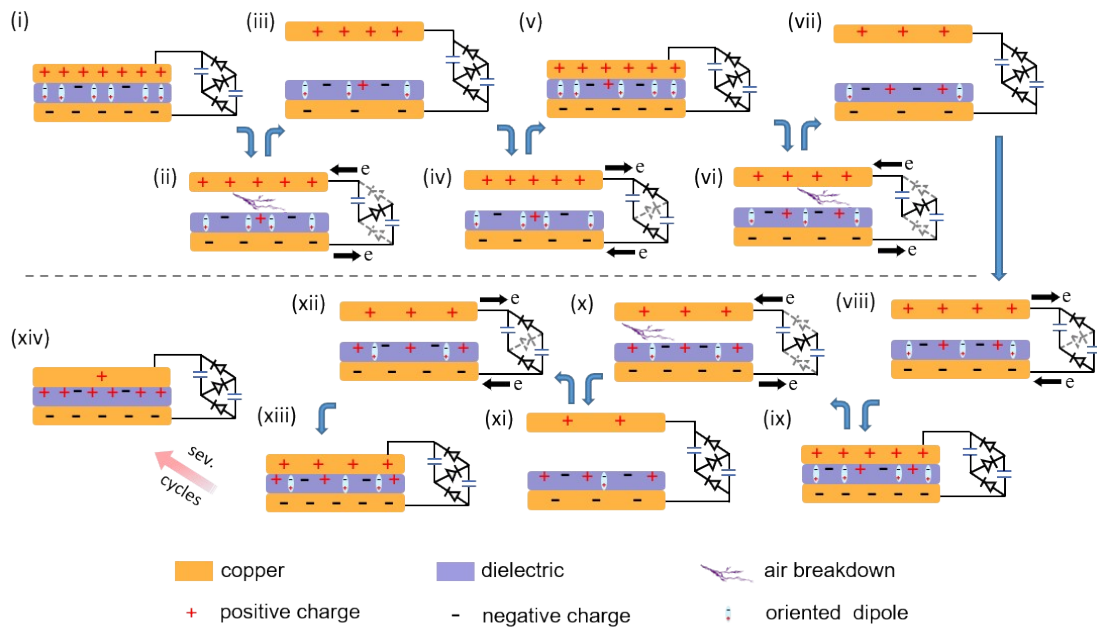 (i)
(iii)
(v)
(vii)
(ii)
e
e
(iv)
e
e
(vi)
e
e
(xiv)
(xii)
e
e
(x)
e
e
(viii)
e
e
(xiii)
(xi)
(ix)
sev.
cycles
copper
dielectric
air breakdown
+ positive charge
- negative charge
oriented dipole